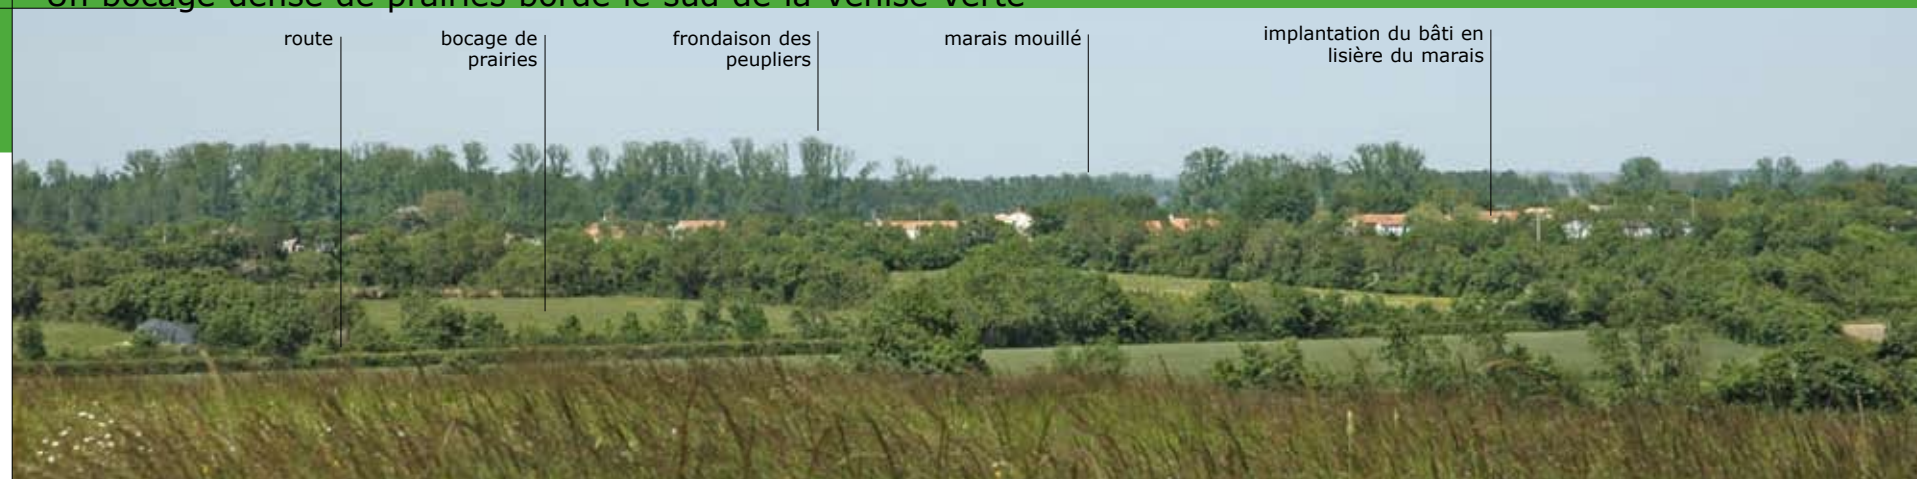 Un bocage dense de prairies borde le sud de la Venise Verte
route
bocage de
prairies
frondaison des
peupliers
marais mouillé
implantation du bâti en
lisière du marais